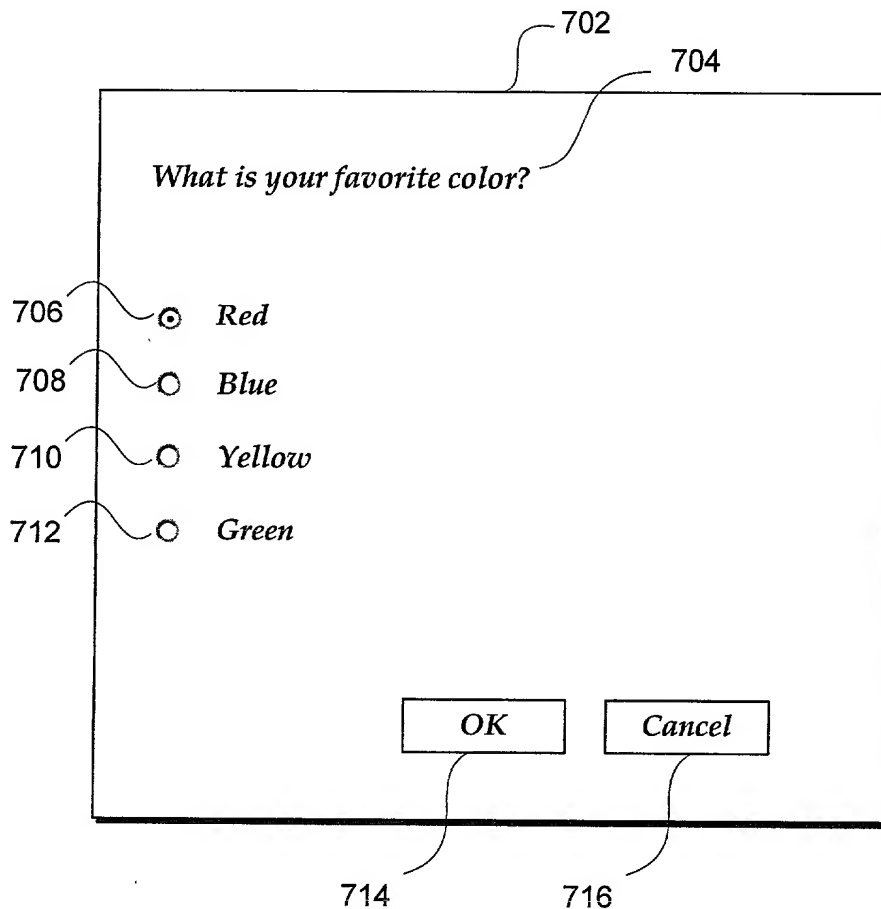 702
704
What is your favorite color?
706 Red
708 Blue
710 Yellow
712 Green
OK Cancel
714 716